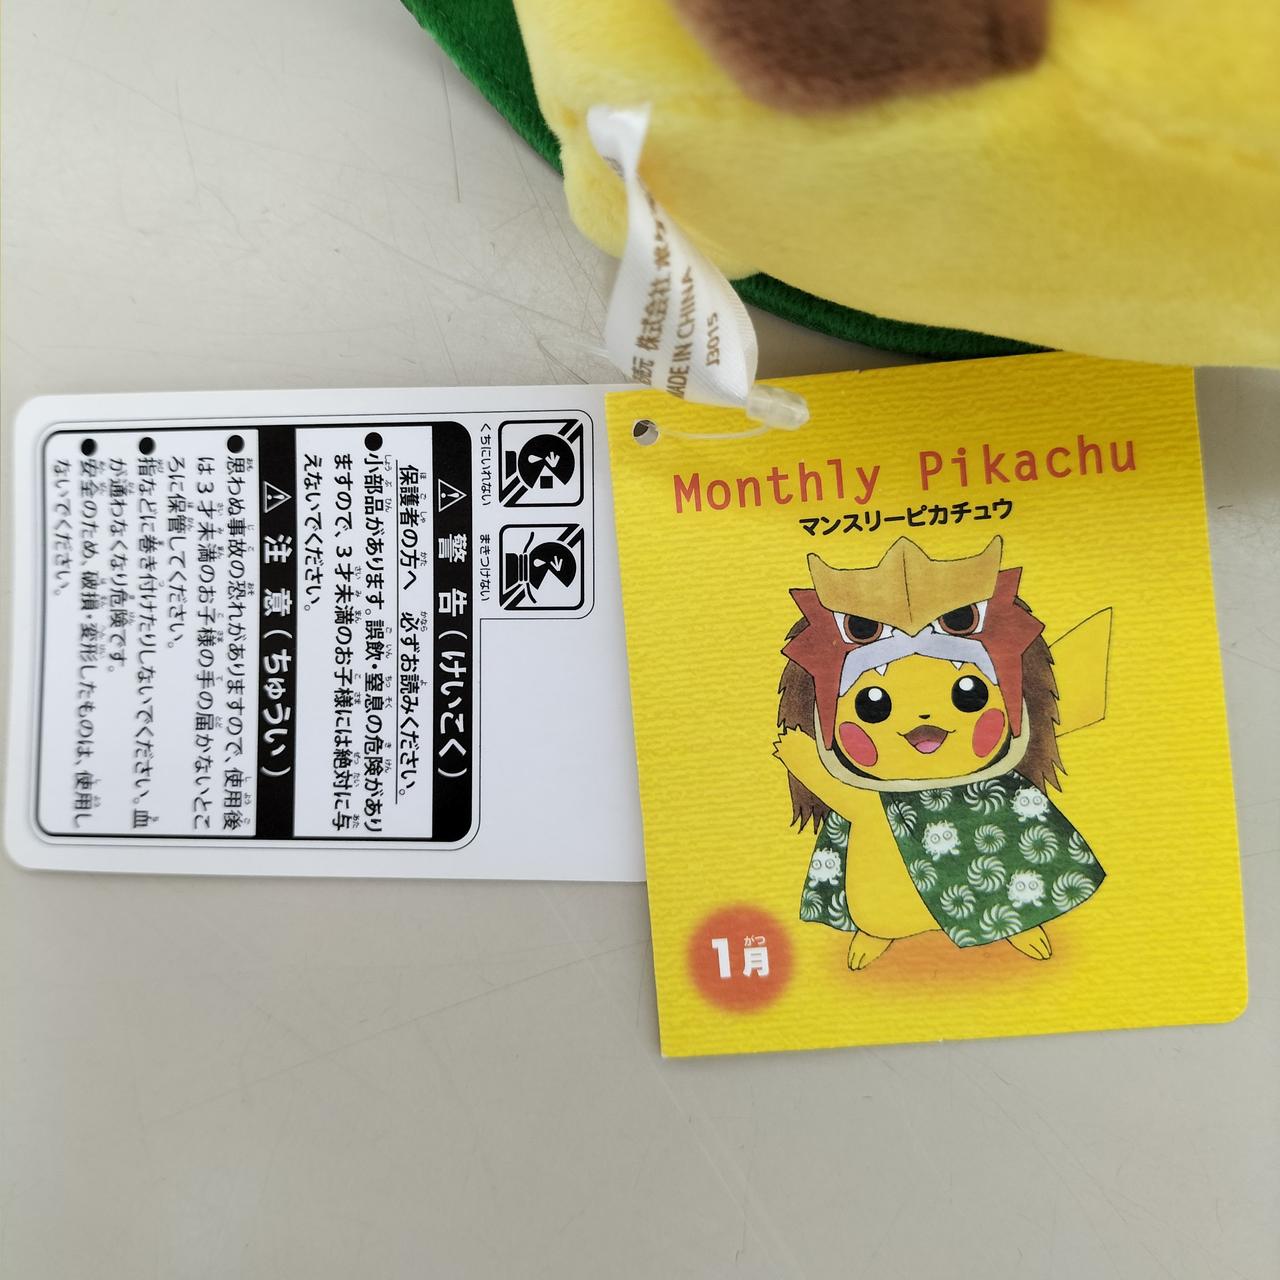 発売元 株式会社 ポケ
MADE IN CHINA
J3015
Monthly Pikachu
マンスリーピカチュウ
1月
がつ
くちにいれない
まきつけない
警告(けいこく)
保護者の方へ 必ずお読みください。
●小部品があります。誤飲・窒息の危険があり
ますので、3才未満のお子様には絶対に与
えないでください。
注意(ちゅうい)
●思わぬ事故の恐れがありますので、使用後
は3才未満のお子様の手の届かないとこ
ろに保管してください。
●指などに巻き付けたりしないでください。血
が通わなくなり危険です。
●安全のため、破損・変形したものは、使用し
ないでください。